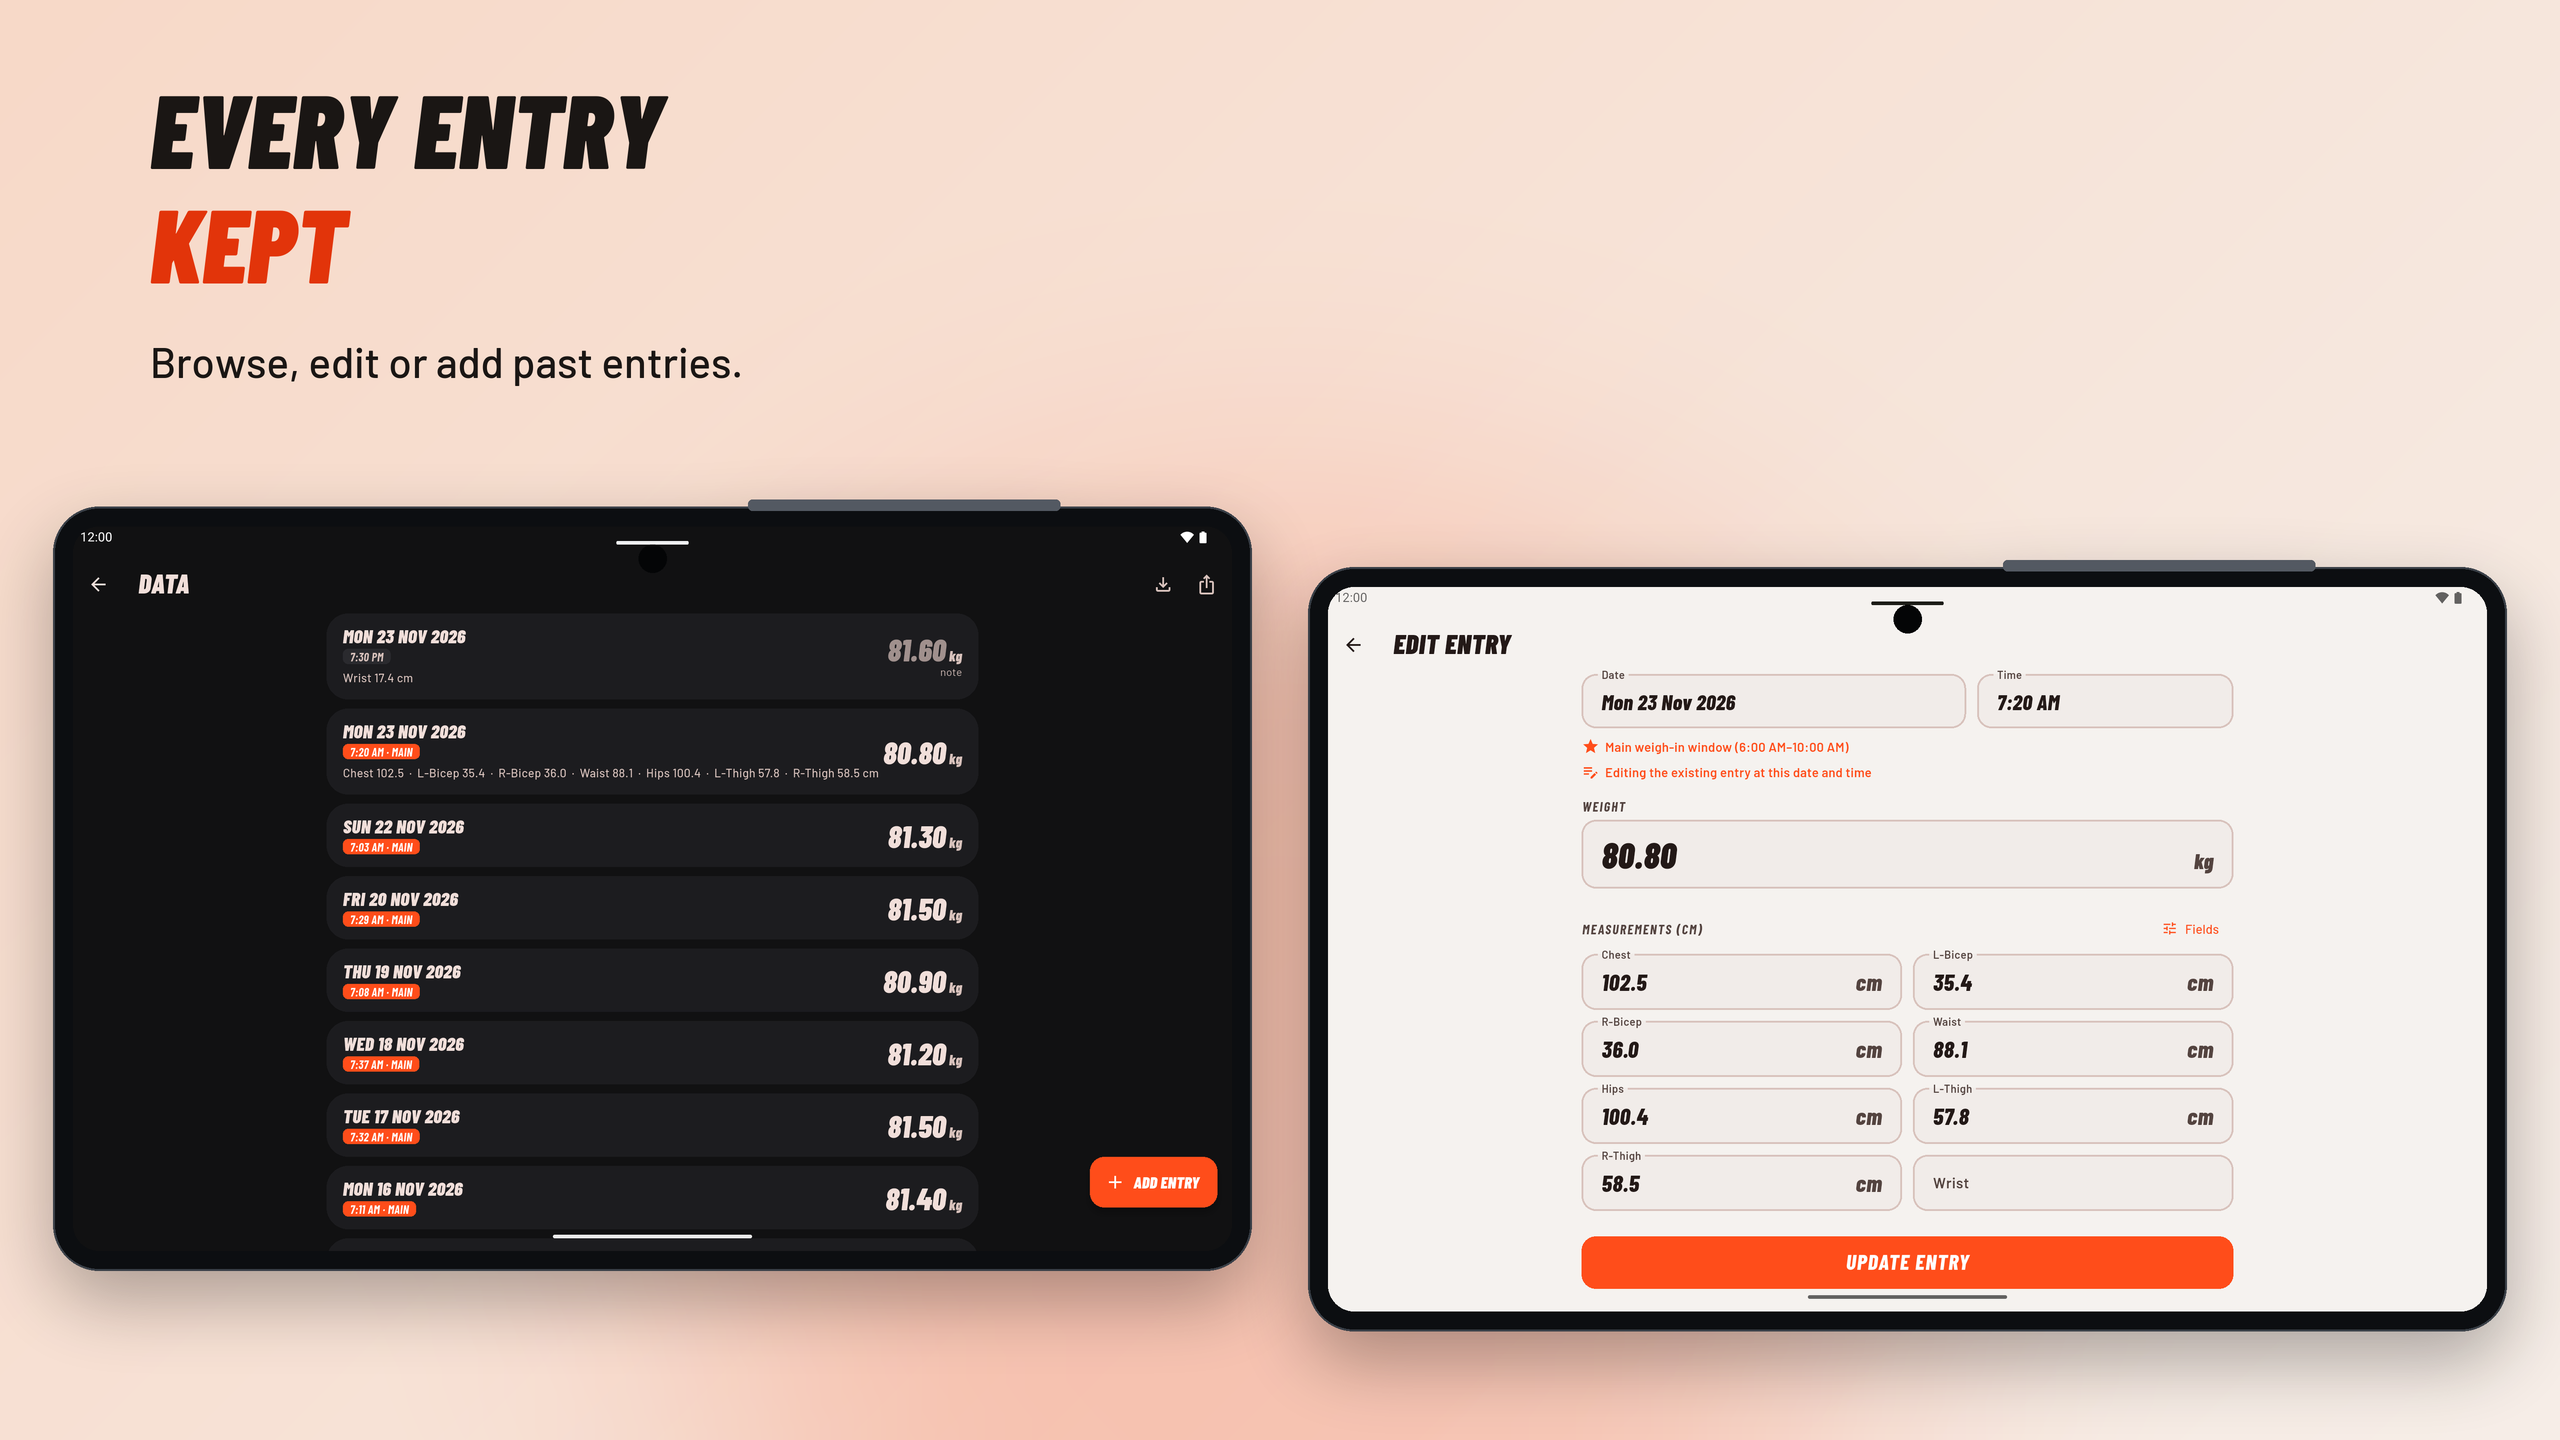 EVERY ENTRY
KEPT
Browse, edit or add past entries.
12:00
DATA
MON 23 NOV 2026
7:30 PM
Wrist 17.4 cm
81.60 kg
note
MON 23 NOV 2026
7:20 AM · MAIN
Chest 102.5 · L-Bicep 35.4 · R-Bicep 36.0 · Waist 88.1 · Hips 100.4 · L-Thigh 57.8 · R-Thigh 58.5 cm
80.80 kg
SUN 22 NOV 2026
7:03 AM · MAIN
81.30 kg
FRI 20 NOV 2026
7:29 AM · MAIN
81.50 kg
THU 19 NOV 2026
7:08 AM · MAIN
80.90 kg
WED 18 NOV 2026
7:37 AM · MAIN
81.20 kg
TUE 17 NOV 2026
7:32 AM · MAIN
81.50 kg
MON 16 NOV 2026
7:11 AM · MAIN
81.40 kg
+ ADD ENTRY
12:00
EDIT ENTRY
Date
Mon 23 Nov 2026
Time
7:20 AM
Main weigh-in window (6:00 AM–10:00 AM)
Editing the existing entry at this date and time
WEIGHT
80.80 kg
MEASUREMENTS (CM)
Fields
Chest
102.5 cm
L-Bicep
35.4 cm
R-Bicep
36.0 cm
Waist
88.1 cm
Hips
100.4 cm
L-Thigh
57.8 cm
R-Thigh
58.5 cm
Wrist
UPDATE ENTRY